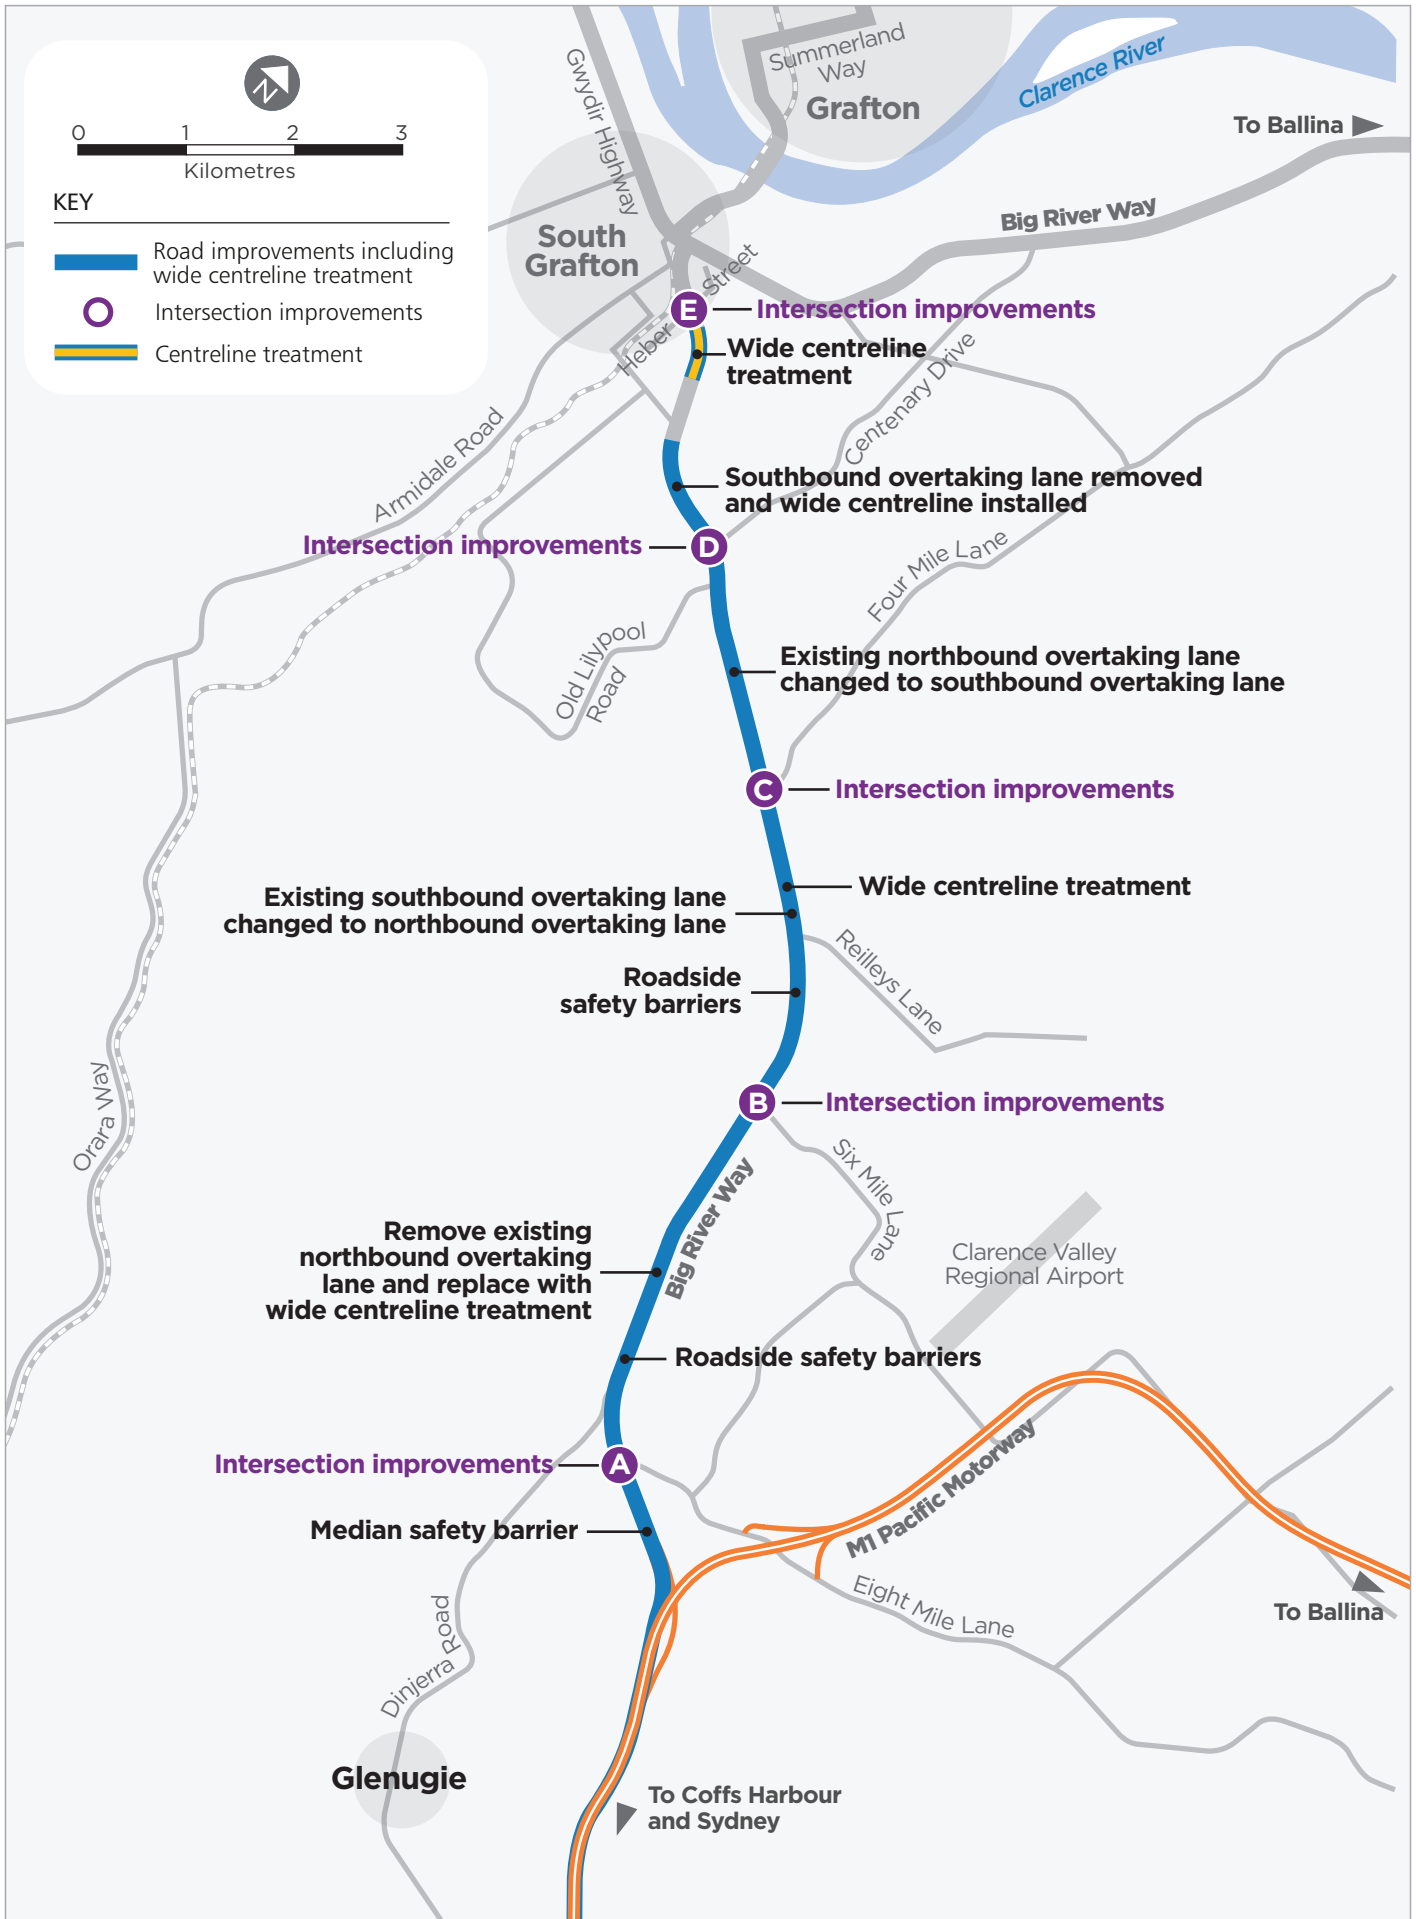 N
0 1 2 3
Kilometres
KEY
Road improvements including
wide centreline treatment
Intersection improvements
Centreline treatment
Gwydir Highway
Summerland
Way
Grafton
Clarence River
To Ballina
Big River Way
South
Grafton
Heber Street
E
Intersection improvements
Wide centreline
treatment
Centenary Drive
Armidale Road
Southbound overtaking lane removed
and wide centreline installed
Intersection improvements
D
Four Mile Lane
Old Lilypool
Road
Existing northbound overtaking lane
changed to southbound overtaking lane
C
Intersection improvements
Wide centreline treatment
Existing southbound overtaking lane
changed to northbound overtaking lane
Reilleys Lane
Roadside
safety barriers
Orara Way
B
Intersection improvements
Six Mile Lane
Big River Way
Remove existing
northbound overtaking
lane and replace with
wide centreline treatment
Clarence Valley
Regional Airport
Roadside safety barriers
Intersection improvements
A
M1 Pacific Motorway
Median safety barrier
Eight Mile Lane
To Ballina
Dinjerra Road
Glenugie
To Coffs Harbour
and Sydney